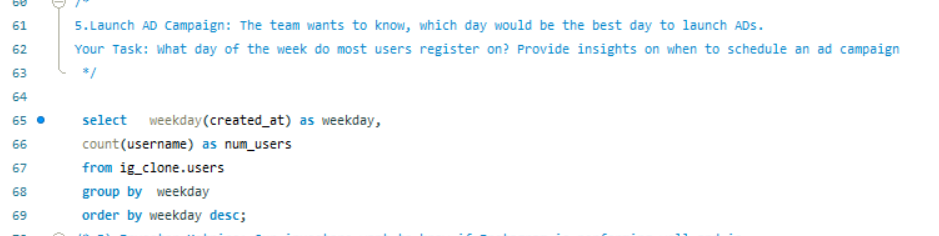 60 /*
61 5.Launch AD Campaign: The team wants to know, which day would be the best day to launch ADs.
62 Your Task: What day of the week do most users register on? Provide insights on when to schedule an ad campaign
63 */
64
65 select weekday(created_at) as weekday,
66 count(username) as num_users
67 from ig_clone.users
68 group by weekday
69 order by weekday desc;